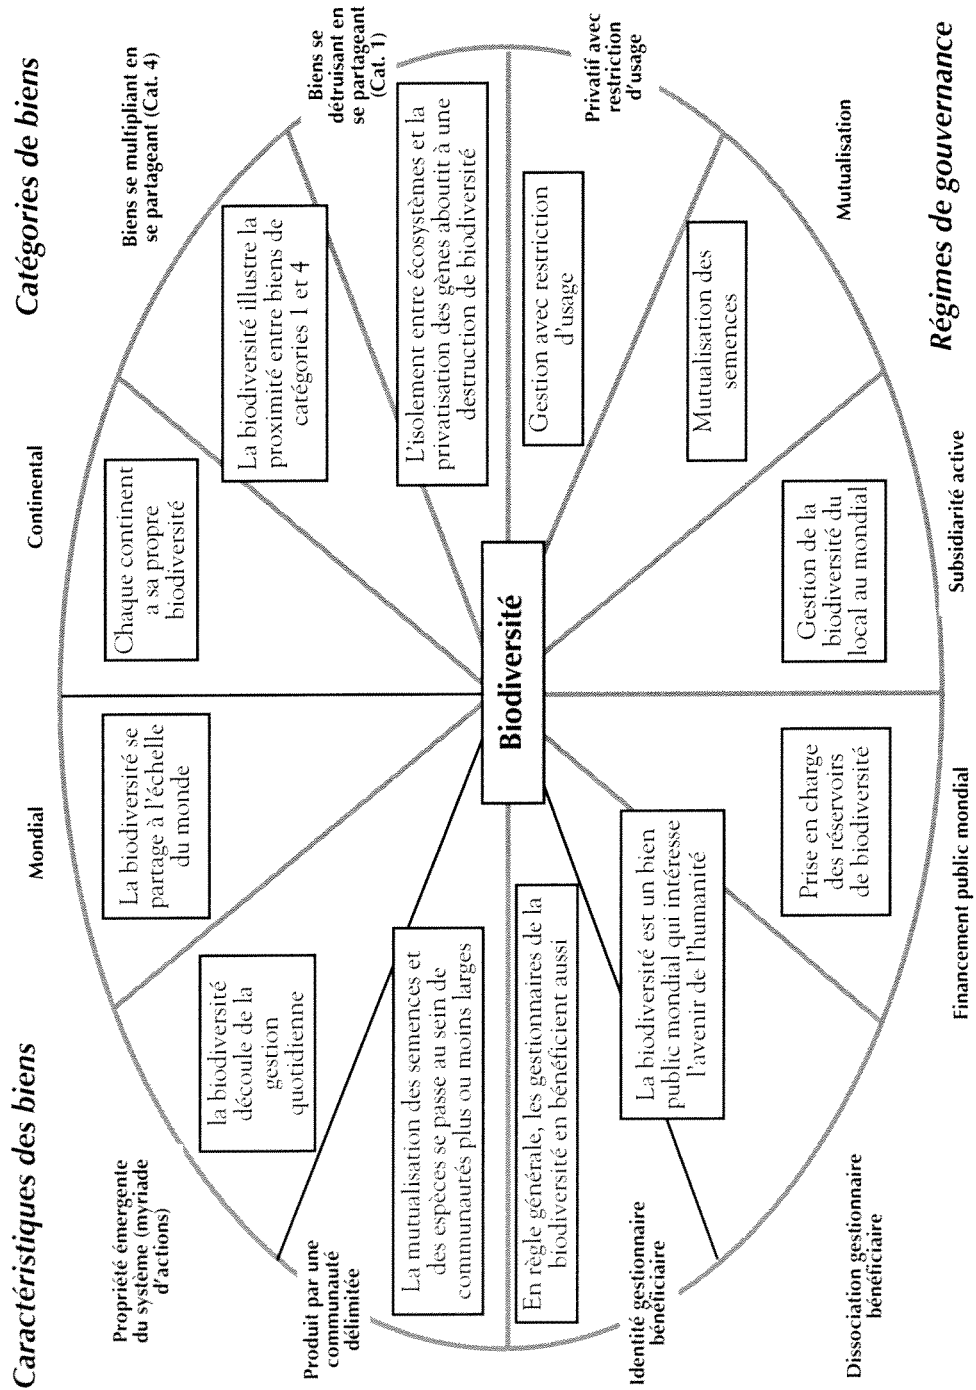 Caractéristiques des biens
Catégories de biens
Mondial
Continental
Propriété émergente
du système (myriade
d'actions)
Biens se multipliant en
se partageant (Cat. 4)
La biodiversité se
partage à l'échelle
du monde
Chaque continent
a sa propre
biodiversité
la biodiversité
découle de la
gestion
quotidienne
La biodiversité illustre la
proximité entre biens de
catégories 1 et 4
Produit par une
communauté
délimitée
Biens se
détruisant en
se partageant
(Cat. 1)
La mutualisation des semences et
des espèces se passe au sein de
communautés plus ou moins larges
L'isolement entre écosystèmes et la
privatisation des gènes aboutit à une
destruction de biodiversité
Biodiversité
En règle générale, les gestionnaires de la
biodiversité en bénéficient aussi
Gestion avec restriction
d'usage
Identité gestionnaire
bénéficiaire
Privatif avec
restriction
d'usage
La biodiversité est un bien
public mondial qui intéresse
l'avenir de l'humanité
Mutualisation des
semences
Prise en charge
des réservoirs
de biodiversité
Gestion de la
biodiversité du
local au mondial
Dissociation gestionnaire
bénéficiaire
Mutualisation
Financement public mondial
Subsidiarité active
Régimes de gouvernance